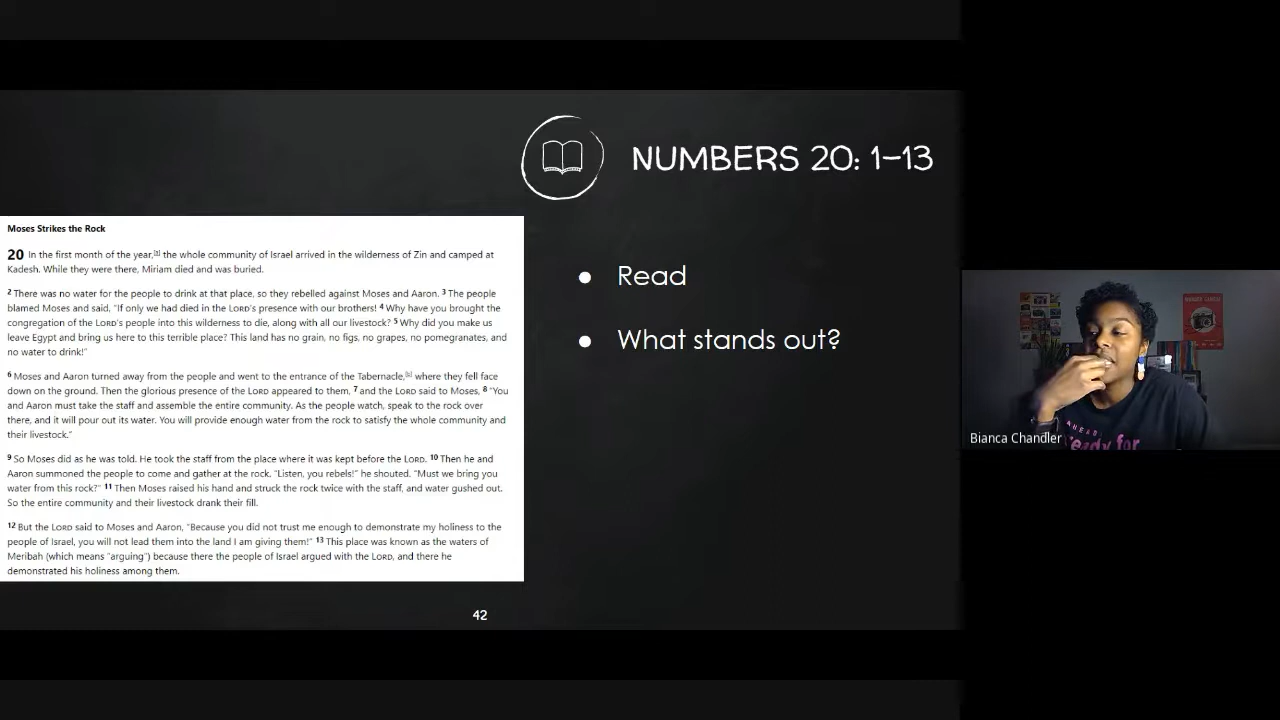 NUMBERS 20: 1–13
Moses Strikes the Rock
20 In the first month of the year,[a] the whole community of Israel arrived in the wilderness of Zin and camped at
Kadesh. While they were there, Miriam died and was buried.
2 There was no water for the people to drink at that place, so they rebelled against Moses and Aaron. 3 The people
blamed Moses and said, "If only we had died in the LORD's presence with our brothers! 4 Why have you brought the
congregation of the LORD's people into this wilderness to die, along with all our livestock? 5 Why did you make us
leave Egypt and bring us here to this terrible place? This land has no grain, no figs, no grapes, no pomegranates, and
no water to drink!"
6 Moses and Aaron turned away from the people and went to the entrance of the Tabernacle, where they fell face
down on the ground. Then the glorious presence of the LORD appeared to them, 7 and the LORD said to Moses, 8 "You
and Aaron must take the staff and assemble the entire community. As the people watch, speak to the rock over
there, and it will pour out its water. You will provide enough water from the rock to satisfy the whole community and
their livestock."
9 So Moses did as he was told. He took the staff from the place where it was kept before the LORD. 10 Then he and
Aaron summoned the people to come and gather at the rock. "Listen, you rebels!" he shouted. "Must we bring you
water from this rock?" 11 Then Moses raised his hand and struck the rock twice with the staff, and water gushed out.
So the entire community and their livestock drank their fill.
12 But the LORD said to Moses and Aaron, "Because you did not trust me enough to demonstrate my holiness to the
people of Israel, you will not lead them into the land I am giving them!" 13 This place was known as the waters of
Meribah (which means "arguing") because there the people of Israel argued with the LORD, and there he
demonstrated his holiness among them.
● Read
● What stands out?
42
AHEAD
ready for
Bianca Chandler